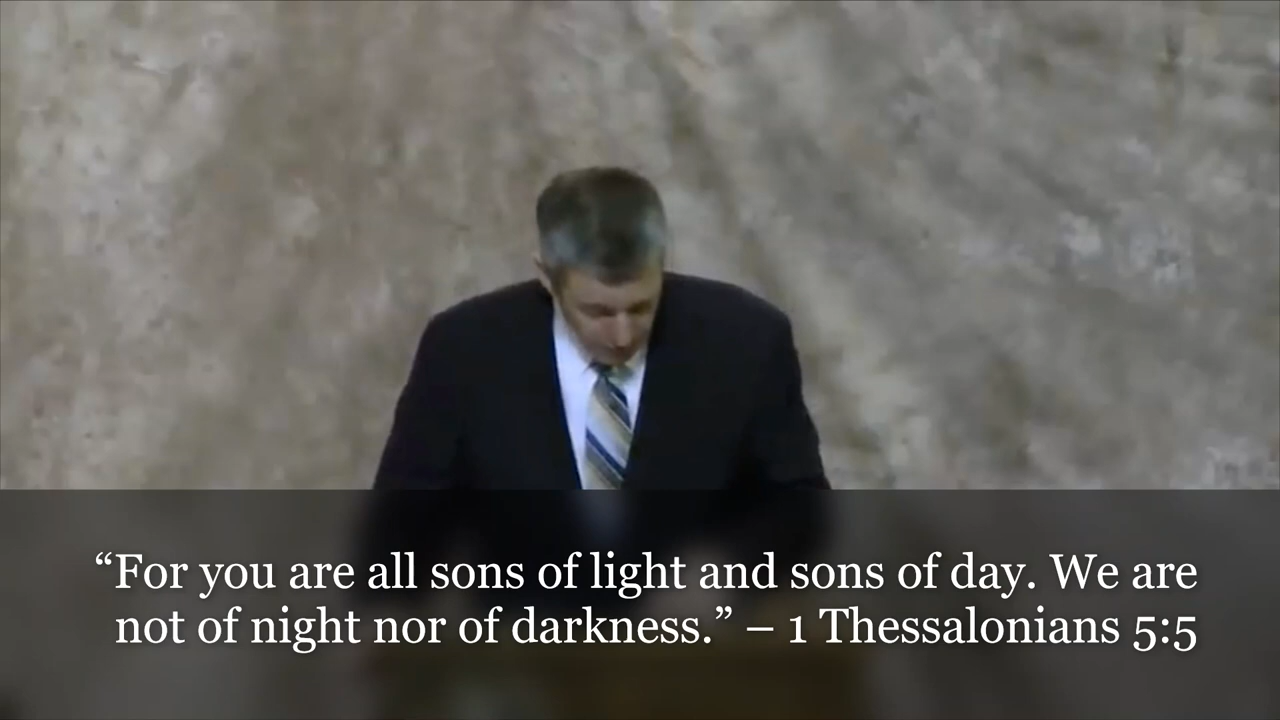 “For you are all sons of light and sons of day. We are
not of night nor of darkness.” – 1 Thessalonians 5:5